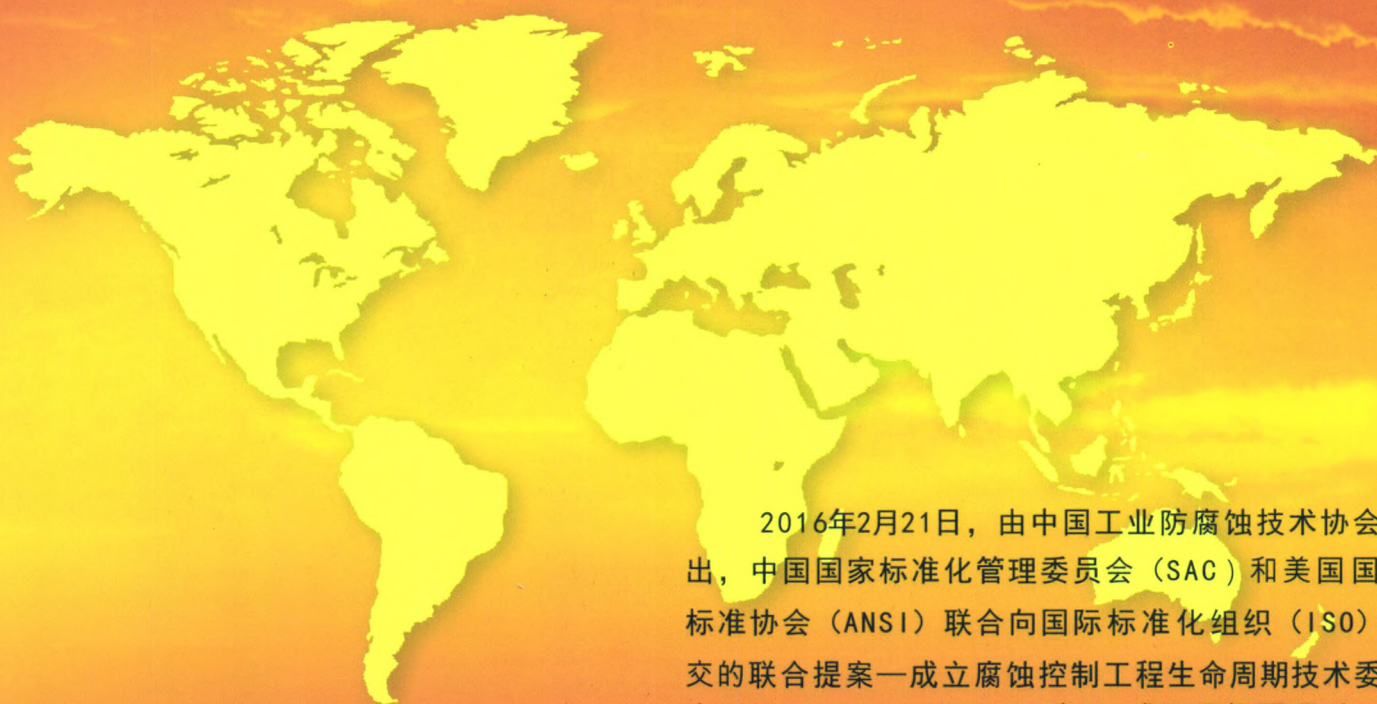 2016年2月21日，由中国工业防腐蚀技术协会
出，中国国家标准化管理委员会（SAC）和美国国
标准协会（ANSI）联合向国际标准化组织（ISO）
交的联合提案—成立腐蚀控制工程生命周期技术委